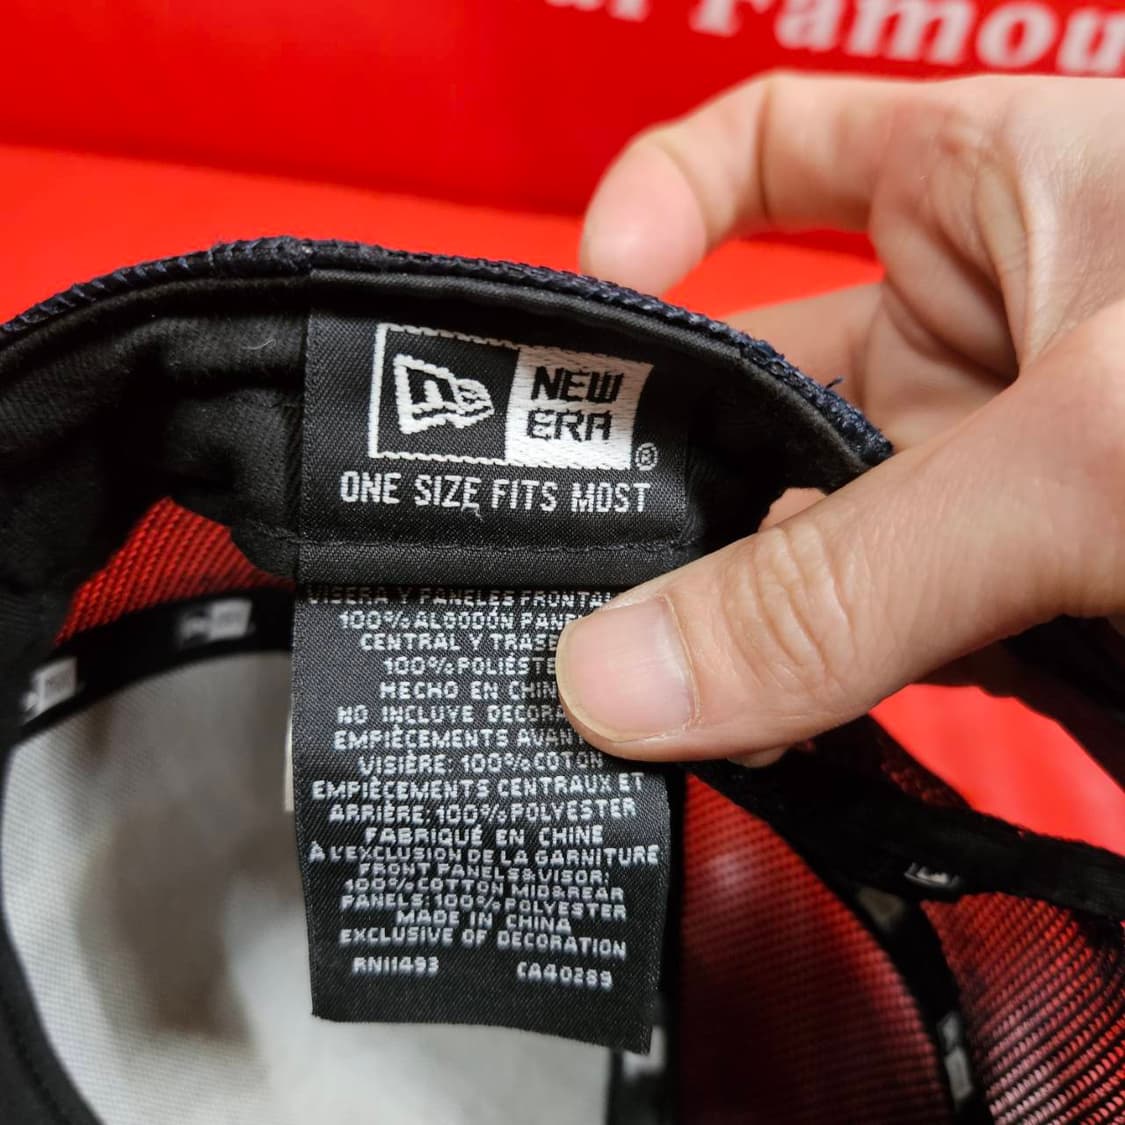 Famou
NEW
ERA
®
ONE SIZE FITS MOST
VISERA Y PANELES FRONTAL
100% ALGODÓN PANE
CENTRAL Y TRASE
100% POLIÉSTE
HECHO EN CHIN
NO INCLUYE DECORA
EMPIÈCEMENTS AVANT
VISIÈRE: 100% COTON
EMPIÈCEMENTS CENTRAUX ET
ARRIÈRE: 100% POLYESTER
FABRIQUÉ EN CHINE
À L'EXCLUSION DE LA GARNITURE
FRONT PANELS&VISOR:
100% COTTON MID&REAR
PANELS: 100% POLYESTER
MADE IN CHINA
EXCLUSIVE OF DECORATION
RN11493 CA40289